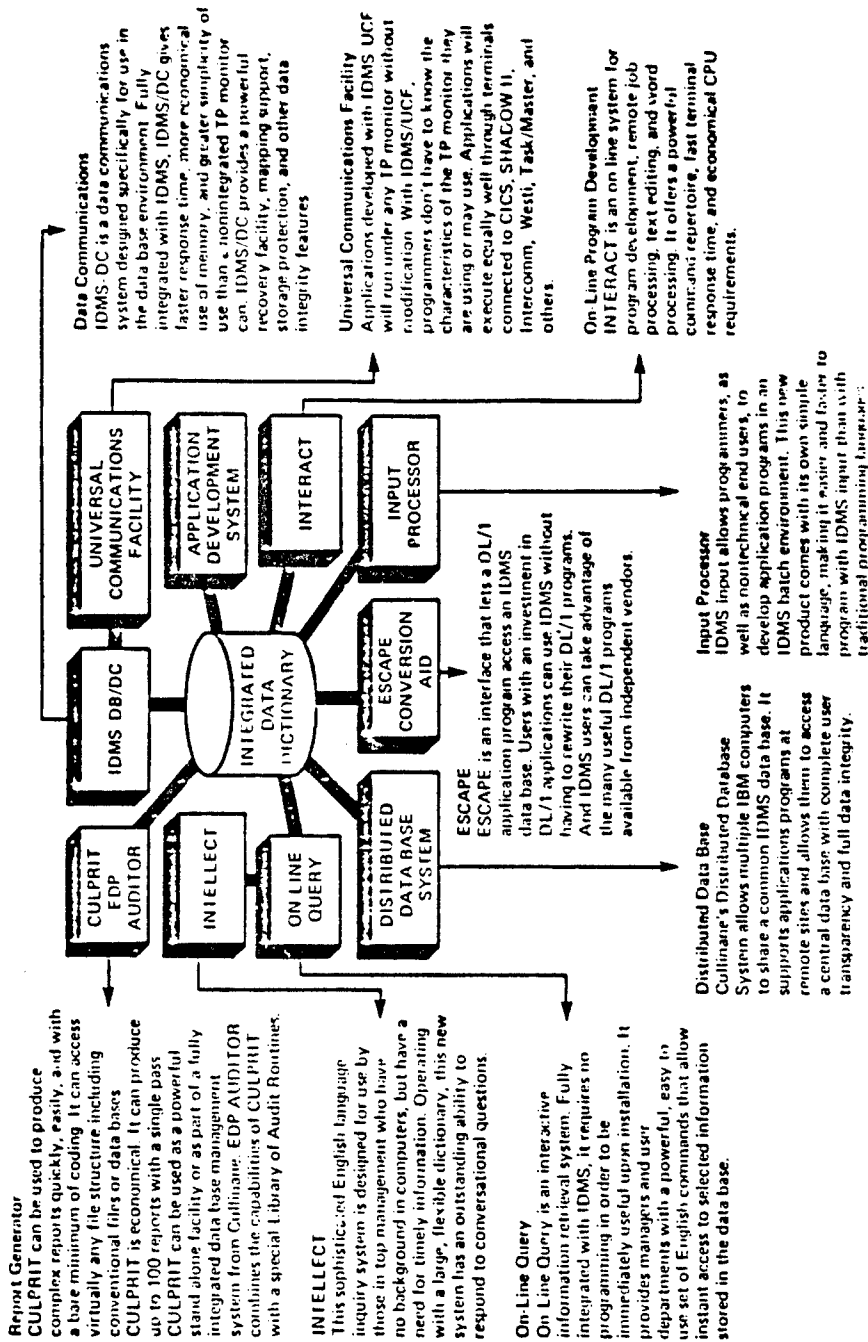 Report Generator
CULPRIT can be used to produce
complex reports quickly, easily, and with
a bare minimum of coding It can access
virtually any file structure including
conventional files or data bases
CULPRIT is economical. It can produce
up to 100 reports with a single pass
CULPRIT can be used as a powerful
stand alone facility or as part of a fully
integrated data base management
system from Cullinane. EDP AUDITOR
combines the capabilities of CULPRIT
with a special Library of Audit Routines.
INTELLECT
This sophisticated English language
inquiry system is designed for use by
those in top management who have
no background in computers, but have a
need for timely information. Operating
with a large, flexible dictionary, this new
system has an outstanding ability to
respond to conversational questions.
On-Line Query
On Line Query is an interactive
information retrieval system. Fully
integrated with IDMS, it requires no
programming in order to be
immediately useful upon installation. It
provides managers and user
departments with a powerful, easy to
use set of English commands that allow
instant access to selected information
stored in the data base.
CULPRIT
EDP
AUDITOR
IDMS DB/DC
UNIVERSAL
COMMUNICATIONS
FACILITY
INTELLECT
APPLICATION
DEVELOPMENT
SYSTEM
INTEGRATED
DATA
DICTIONARY
ON LINE
QUERY
INTERACT
DISTRIBUTED
DATA BASE
SYSTEM
ESCAPE
CONVERSION
AID
INPUT
PROCESSOR
ESCAPE
ESCAPE is an interface that lets a DL/1
application program access an IDMS
data base. Users with an investment in
DL/1 applications can use IDMS without
having to rewrite their DL/1 programs.
And IDMS users can take advantage of
the many useful DL/1 programs
available from independent vendors.
Distributed Data Base
Cullinane's Distributed Database
System allows multiple IBM computers
to share a common IDMS data base. It
supports applications programs at
remote sites and allows them to access
a central data base with complete user
transparency and full data integrity.
Input Processor
IDMS input allows programmers, as
well as nontechnical end users, to
develop application programs in an
IDMS batch environment. This new
product comes with its own simple
language, making it easier and faster to
program with IDMS input than with
traditional programming languages
Data Communications
IDMS-DC is a data communications
system designed specifically for use in
the data base environment Fully
integrated with IDMS, IDMS/DC gives
faster response time, more economical
use of memory, and greater simplicity of
use than a nonintegrated TP monitor
can. IDMS/DC provides a powerful
recovery facility, mapping support,
storage protection, and other data
integrity features
Universal Communications Facility
Applications developed with IDMS UCF
will run under any TP monitor without
modification. With IDMS/UCF,
programmers don't have to know the
characteristics of the TP monitor they
are using or may use. Applications will
execute equally well through terminals
connected to CICS, SHADOW II,
Intercomm, Westi, Task/Master, and
others.
On-Line Program Development
INTERACT is an on line system for
program development, remote job
processing, text editing, and word
processing. It offers a powerful
command repertoire, fast terminal
response time, and economical CPU
requirements.